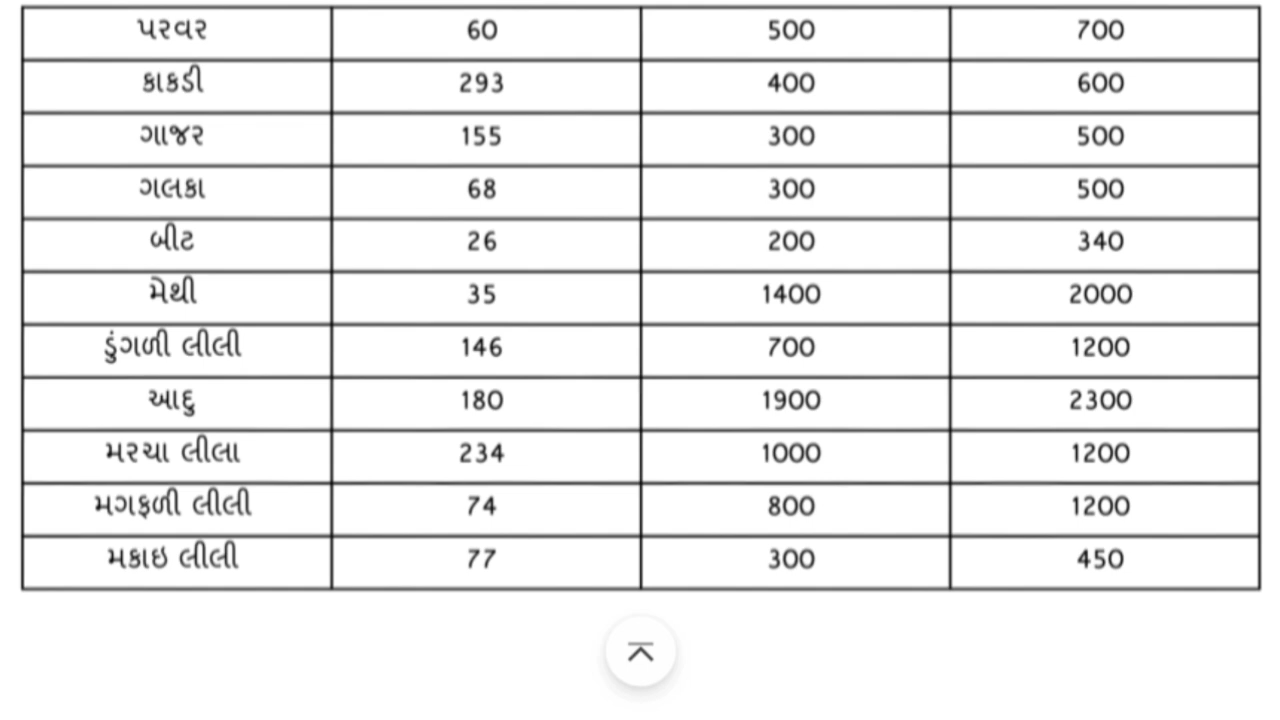 પરવર 60 500 700
કાકડી 293 400 600
ગાજર 155 300 500
ગલકા 68 300 500
બીટ 26 200 340
મેથી 35 1400 2000
ડુંગળી લીલી 146 700 1200
આદુ 180 1900 2300
મરચા લીલા 234 1000 1200
મગફળી લીલી 74 800 1200
મકાઇ લીલી 77 300 450